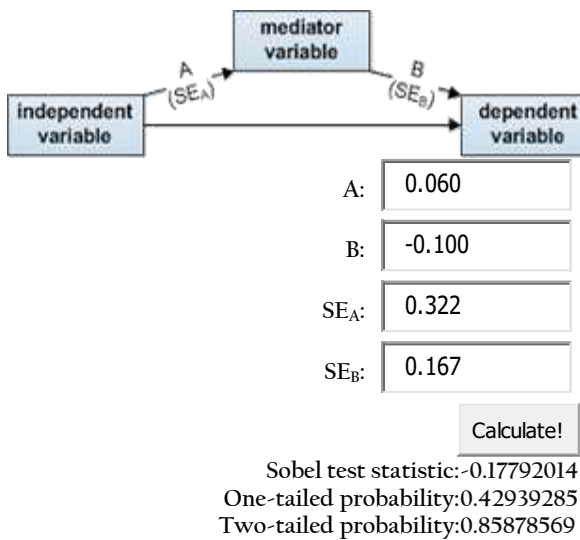 mediator
variable
A
(SEA)
B
(SEB)
independent
variable
dependent
variable
A: 0.060
B: -0.100
SEA: 0.322
SEB: 0.167
Calculate!
Sobel test statistic:-0.17792014
One-tailed probability:0.42939285
Two-tailed probability:0.85878569